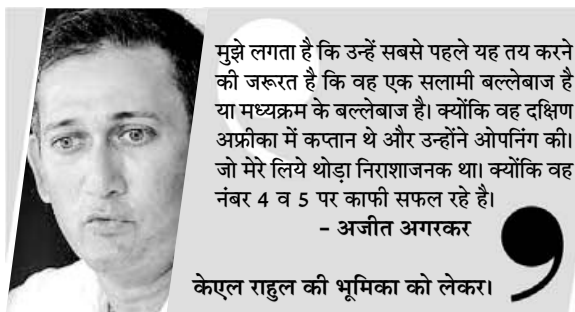 मुझे लगता है कि उन्हें सबसे पहले यह तय करने
की जरूरत है कि वह एक सलामी बल्लेबाज है
या मध्यक्रम के बल्लेबाज है। क्योंकि वह दक्षिण
अफ्रीका में कप्तान थे और उन्होंने ओपनिंग की।
जो मेरे लिये थोड़ा निराशाजनक था। क्योंकि वह
नंबर 4 व 5 पर काफी सफल रहे है।
– अजीत अगरकर
केएल राहुल की भूमिका को लेकर।